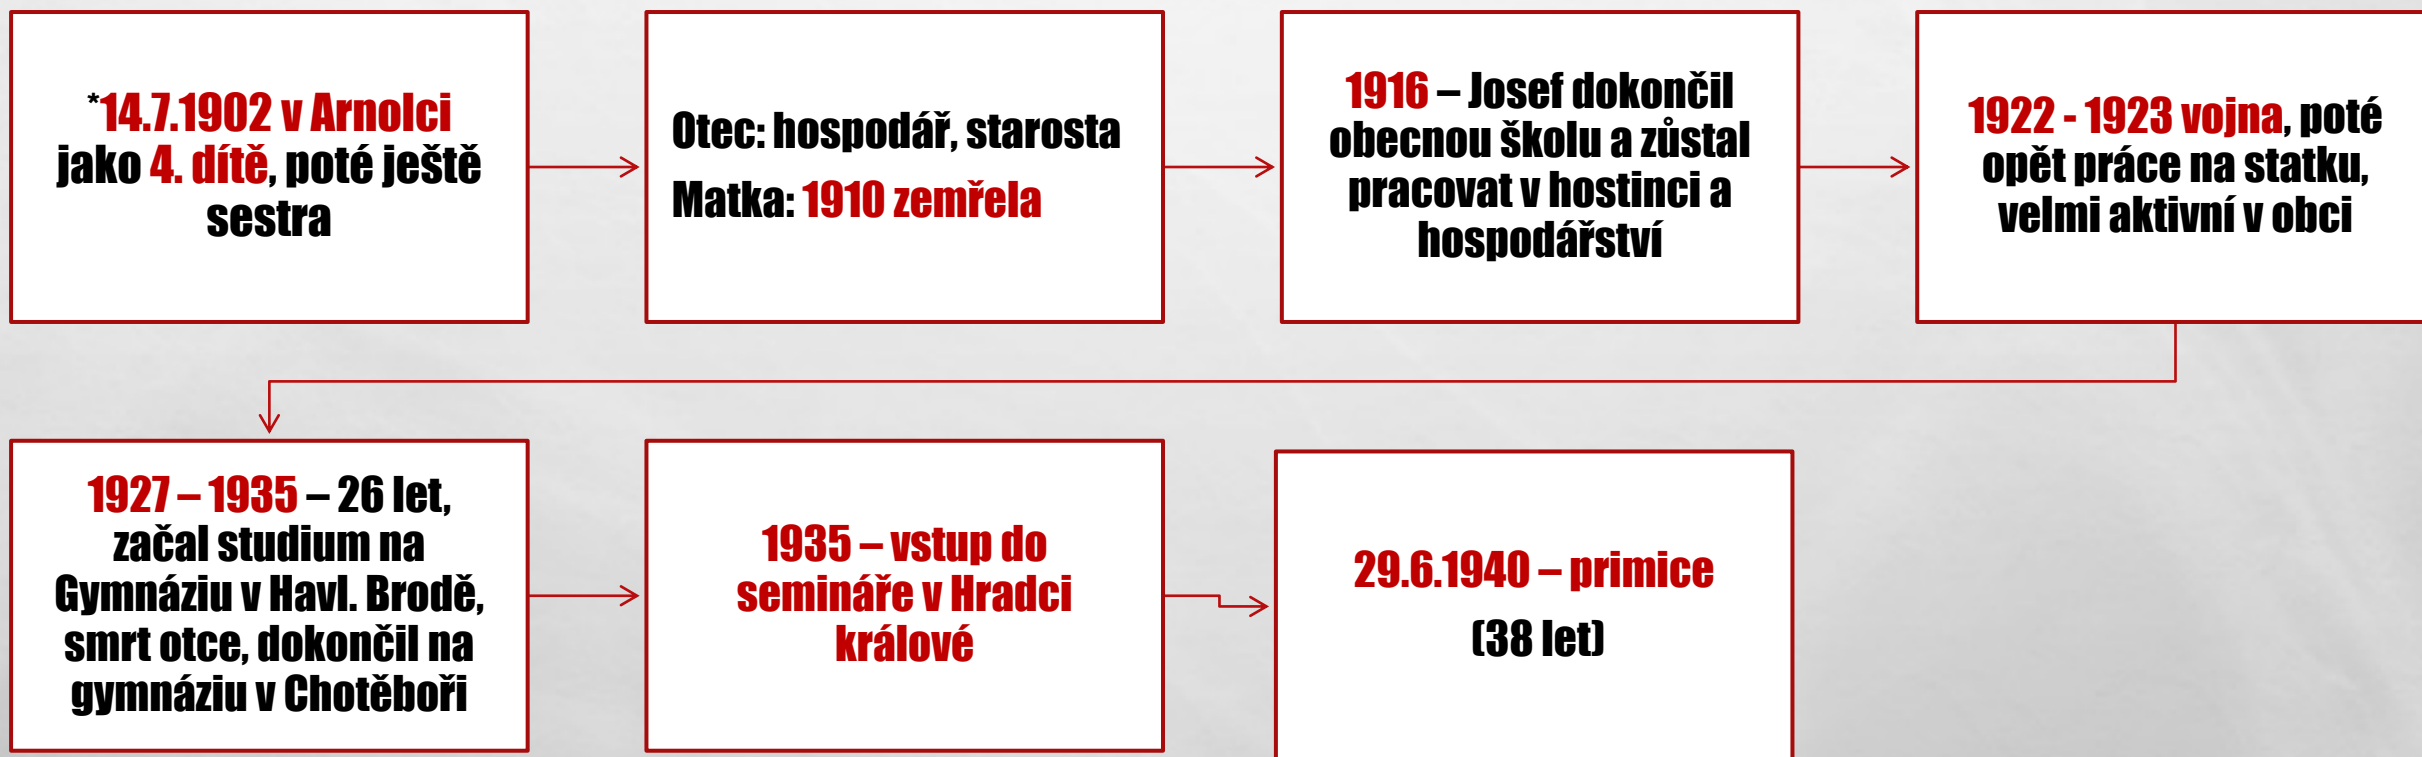 *14.7.1902 v Arnolci
jako 4. dítě, poté ještě
sestra
Otec: hospodář, starosta
Matka: 1910 zemřela
1916 – Josef dokončil
obecnou školu a zůstal
pracovat v hostinci a
hospodářství
1922 - 1923 vojna, poté
opět práce na statku,
velmi aktivní v obci
1927 – 1935 – 26 let,
začal studium na
Gymnáziu v Havl. Brodě,
smrt otce, dokončil na
gymnáziu v Chotěboři
1935 – vstup do
semináře v Hradci
králové
29.6.1940 – primice
(38 let)